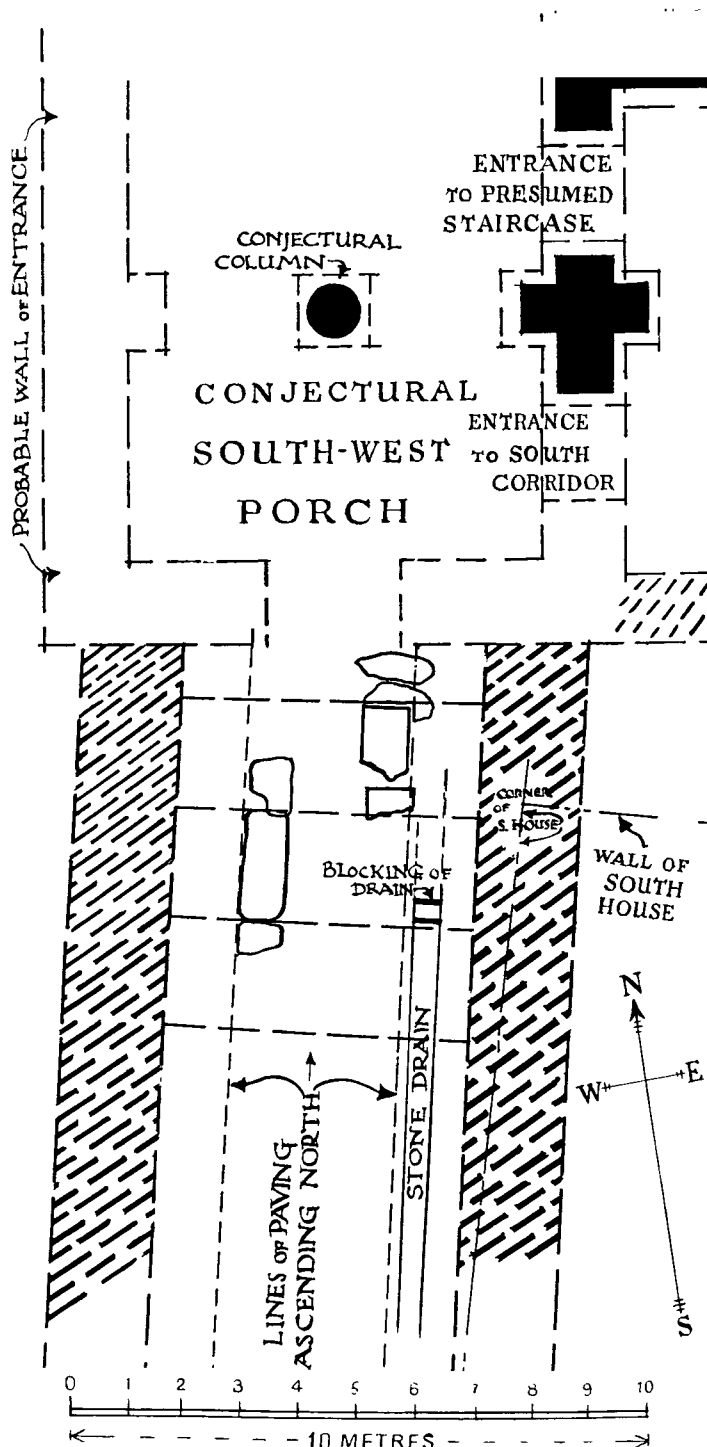 ENTRANCE
TO PRESUMED
STAIRCASE
CONJECTURAL
COLUMN
PROBABLE WALL OF ENTRANCE
CONJECTURAL
SOUTH-WEST
PORCH
ENTRANCE
TO SOUTH
CORRIDOR
CORNER
OF
S. HOUSE
WALL OF
SOUTH
HOUSE
BLOCKING OF
DRAIN
STONE DRAIN
LINES OF PAVING
ASCENDING NORTH
N
W
E
S
0 1 2 3 4 5 6 7 8 9 10
10 METRES